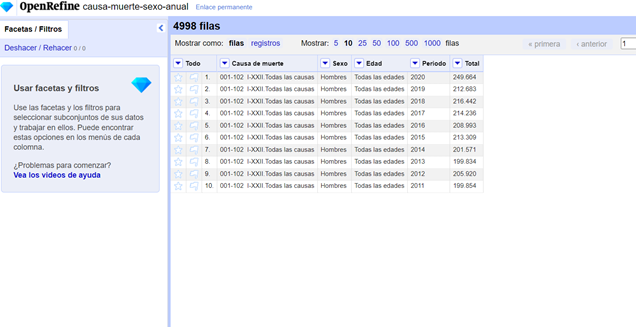 OpenRefine causa-muerte-sexo-anual Enlace permanente
Facetas / Filtros
Deshacer / Rehacer 0 / 0
Usar facetas y filtros
Use las facetas y los filtros para
seleccionar subconjuntos de sus datos
y trabajar en ellos. Puede encontrar
estas opciones en los menús de cada
colomna.
¿Problemas para comenzar?
Vea los videos de ayuda
4998 filas
Mostrar como: filas registros Mostrar: 5 10 25 50 100 500 1000 filas « primera ‹ anterior 1
Todo Causa de muerte Sexo Edad Periodo Total
1. 001-102 I-XXII.Todas las causas Hombres Todas las edades 2020 249.664
2. 001-102 I-XXII.Todas las causas Hombres Todas las edades 2019 212.683
3. 001-102 I-XXII.Todas las causas Hombres Todas las edades 2018 216.442
4. 001-102 I-XXII.Todas las causas Hombres Todas las edades 2017 214.236
5. 001-102 I-XXII.Todas las causas Hombres Todas las edades 2016 208.993
6. 001-102 I-XXII.Todas las causas Hombres Todas las edades 2015 213.309
7. 001-102 I-XXII.Todas las causas Hombres Todas las edades 2014 201.571
8. 001-102 I-XXII.Todas las causas Hombres Todas las edades 2013 199.834
9. 001-102 I-XXII.Todas las causas Hombres Todas las edades 2012 205.920
10. 001-102 I-XXII.Todas las causas Hombres Todas las edades 2011 199.854